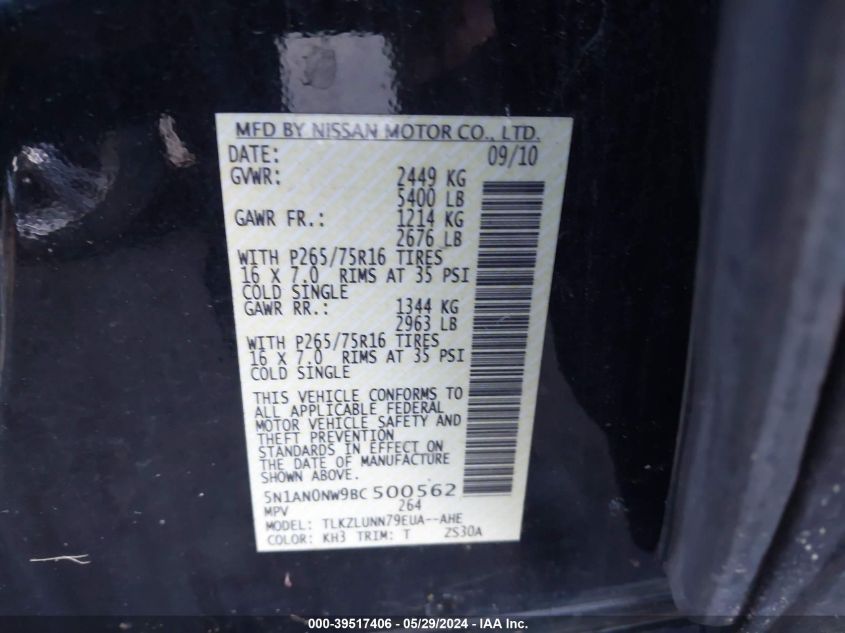 MFD BY NISSAN MOTOR CO., LTD.
DATE: 09/10
GVWR: 2449 KG
5400 LB
GAWR FR.: 1214 KG
2676 LB
WITH P265/75R16 TIRES
16 X 7.0 RIMS AT 35 PSI
COLD SINGLE
GAWR RR.: 1344 KG
2963 LB
WITH P265/75R16 TIRES
16 X 7.0 RIMS AT 35 PSI
COLD SINGLE
THIS VEHICLE CONFORMS TO
ALL APPLICABLE FEDERAL
MOTOR VEHICLE SAFETY AND
THEFT PREVENTION
STANDARDS IN EFFECT ON
THE DATE OF MANUFACTURE
SHOWN ABOVE.
5N1AN0NW9BC500562
MPV 264
MODEL: TLKZLUNN79EUA--AHE
COLOR: KH3 TRIM: T ZS30A
000-39517406 - 05/29/2024 - IAA Inc.